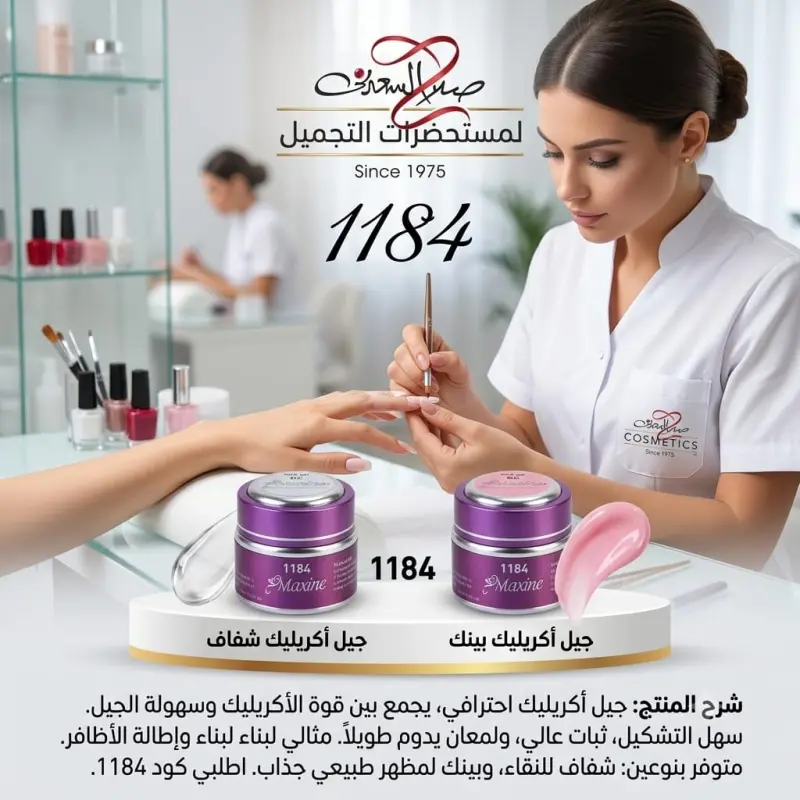 لمستحضرات التجميل
Since 1975
1184
COSMETICS
Since 1975
1184
Maxine
1184
1184
Maxine
جيل أكريليك شفاف
جيل أكريليك بينك
شرح المنتج: جيل أكريليك احترافي، يجمع بين قوة الأكريليك وسهولة الجيل.
سهل التشكيل، ثبات عالي، ولمعان يدوم طويلاً. مثالي لبناء لبناء وإطالة الأظافر.
متوفر بنوعين: شفاف للنقاء، وبينك لمظهر طبيعي جذاب. اطلبي كود 1184.